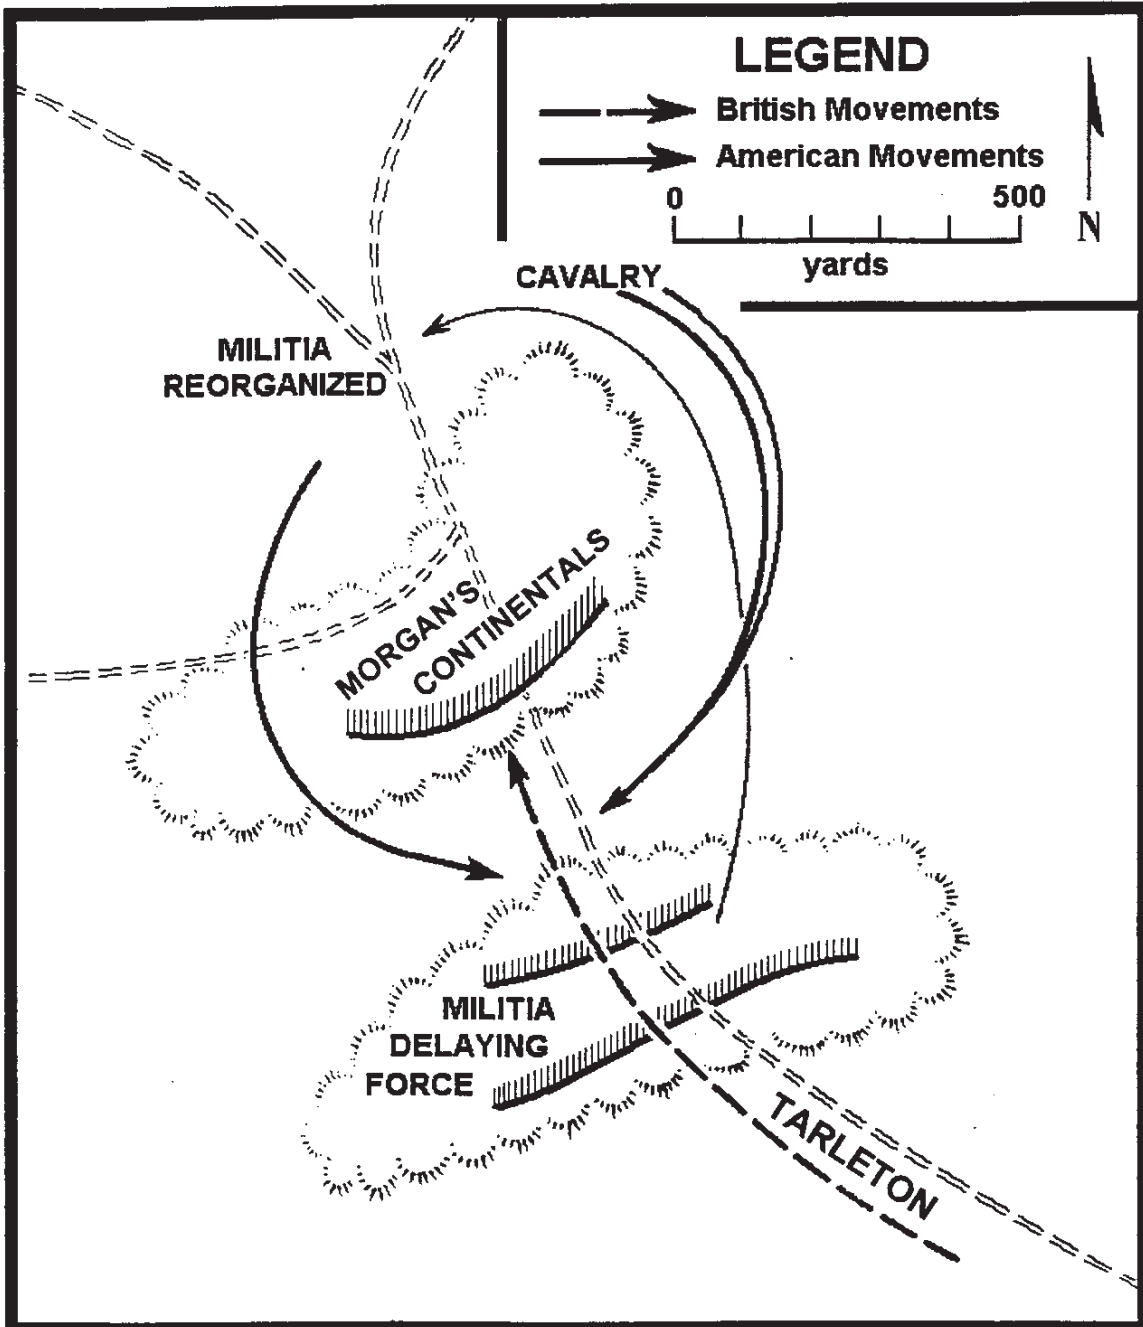 LEGEND
British Movements
American Movements
0 500
yards
N
CAVALRY
MILITIA
REORGANIZED
MORGAN'S
CONTINENTALS
MILITIA
DELAYING
FORCE
TARLETON